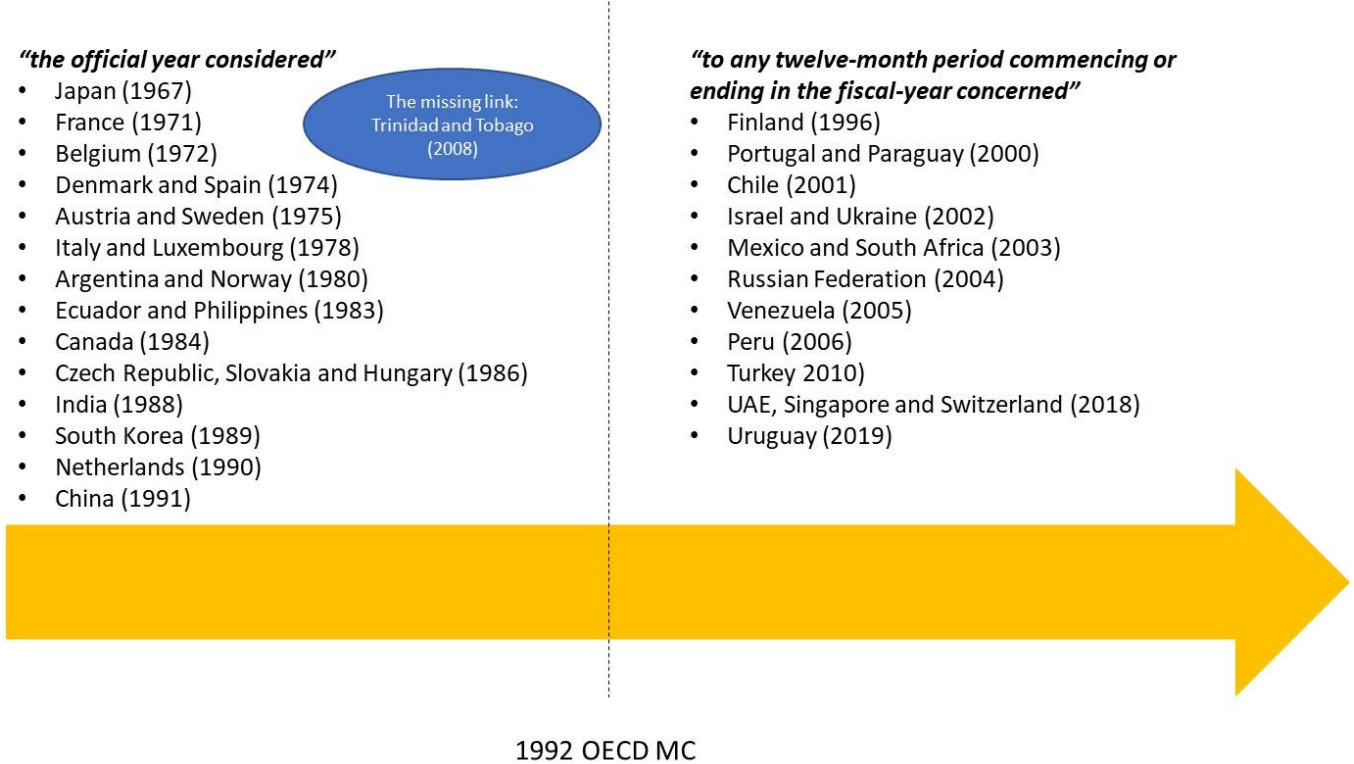 “the official year considered”
• Japan (1967)
• France (1971)
• Belgium (1972)
• Denmark and Spain (1974)
• Austria and Sweden (1975)
• Italy and Luxembourg (1978)
• Argentina and Norway (1980)
• Ecuador and Philippines (1983)
• Canada (1984)
• Czech Republic, Slovakia and Hungary (1986)
• India (1988)
• South Korea (1989)
• Netherlands (1990)
• China (1991)
The missing link:
Trinidad and Tobago
(2008)
“to any twelve-month period commencing or
ending in the fiscal-year concerned”
• Finland (1996)
• Portugal and Paraguay (2000)
• Chile (2001)
• Israel and Ukraine (2002)
• Mexico and South Africa (2003)
• Russian Federation (2004)
• Venezuela (2005)
• Peru (2006)
• Turkey 2010)
• UAE, Singapore and Switzerland (2018)
• Uruguay (2019)
1992 OECD MC